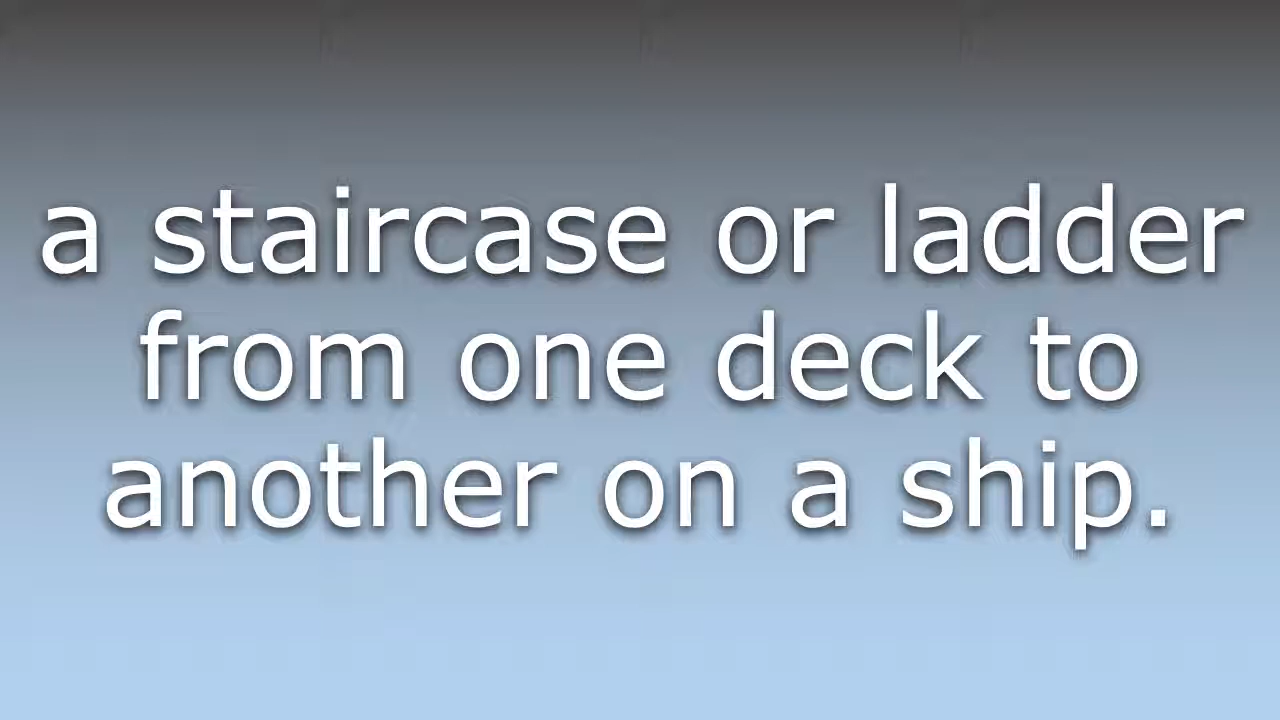 a staircase or ladder
from one deck to
another on a ship.